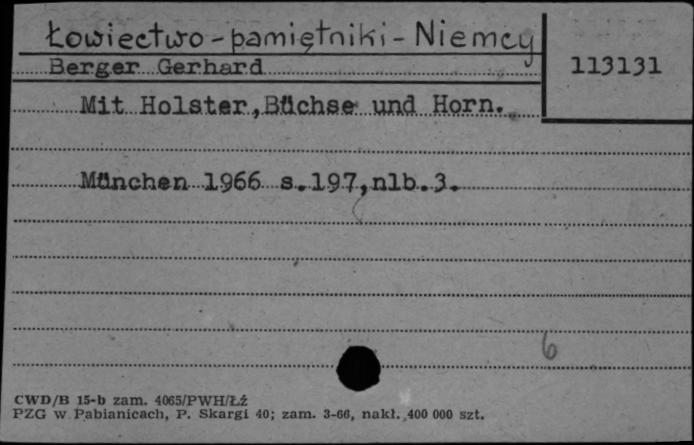 Łowiectwo - pamiętniki - Niemcy
Berger Gerhard
113131
Mit Holster, Büchse und Horn.
München 1966 s.197,nlb.3.
6
CWD/B 15-b zam. 4065/PWH/Łź
PZG w Pabianicach, P. Skargi 40; zam. 3-66, nakł. 400 000 szt.